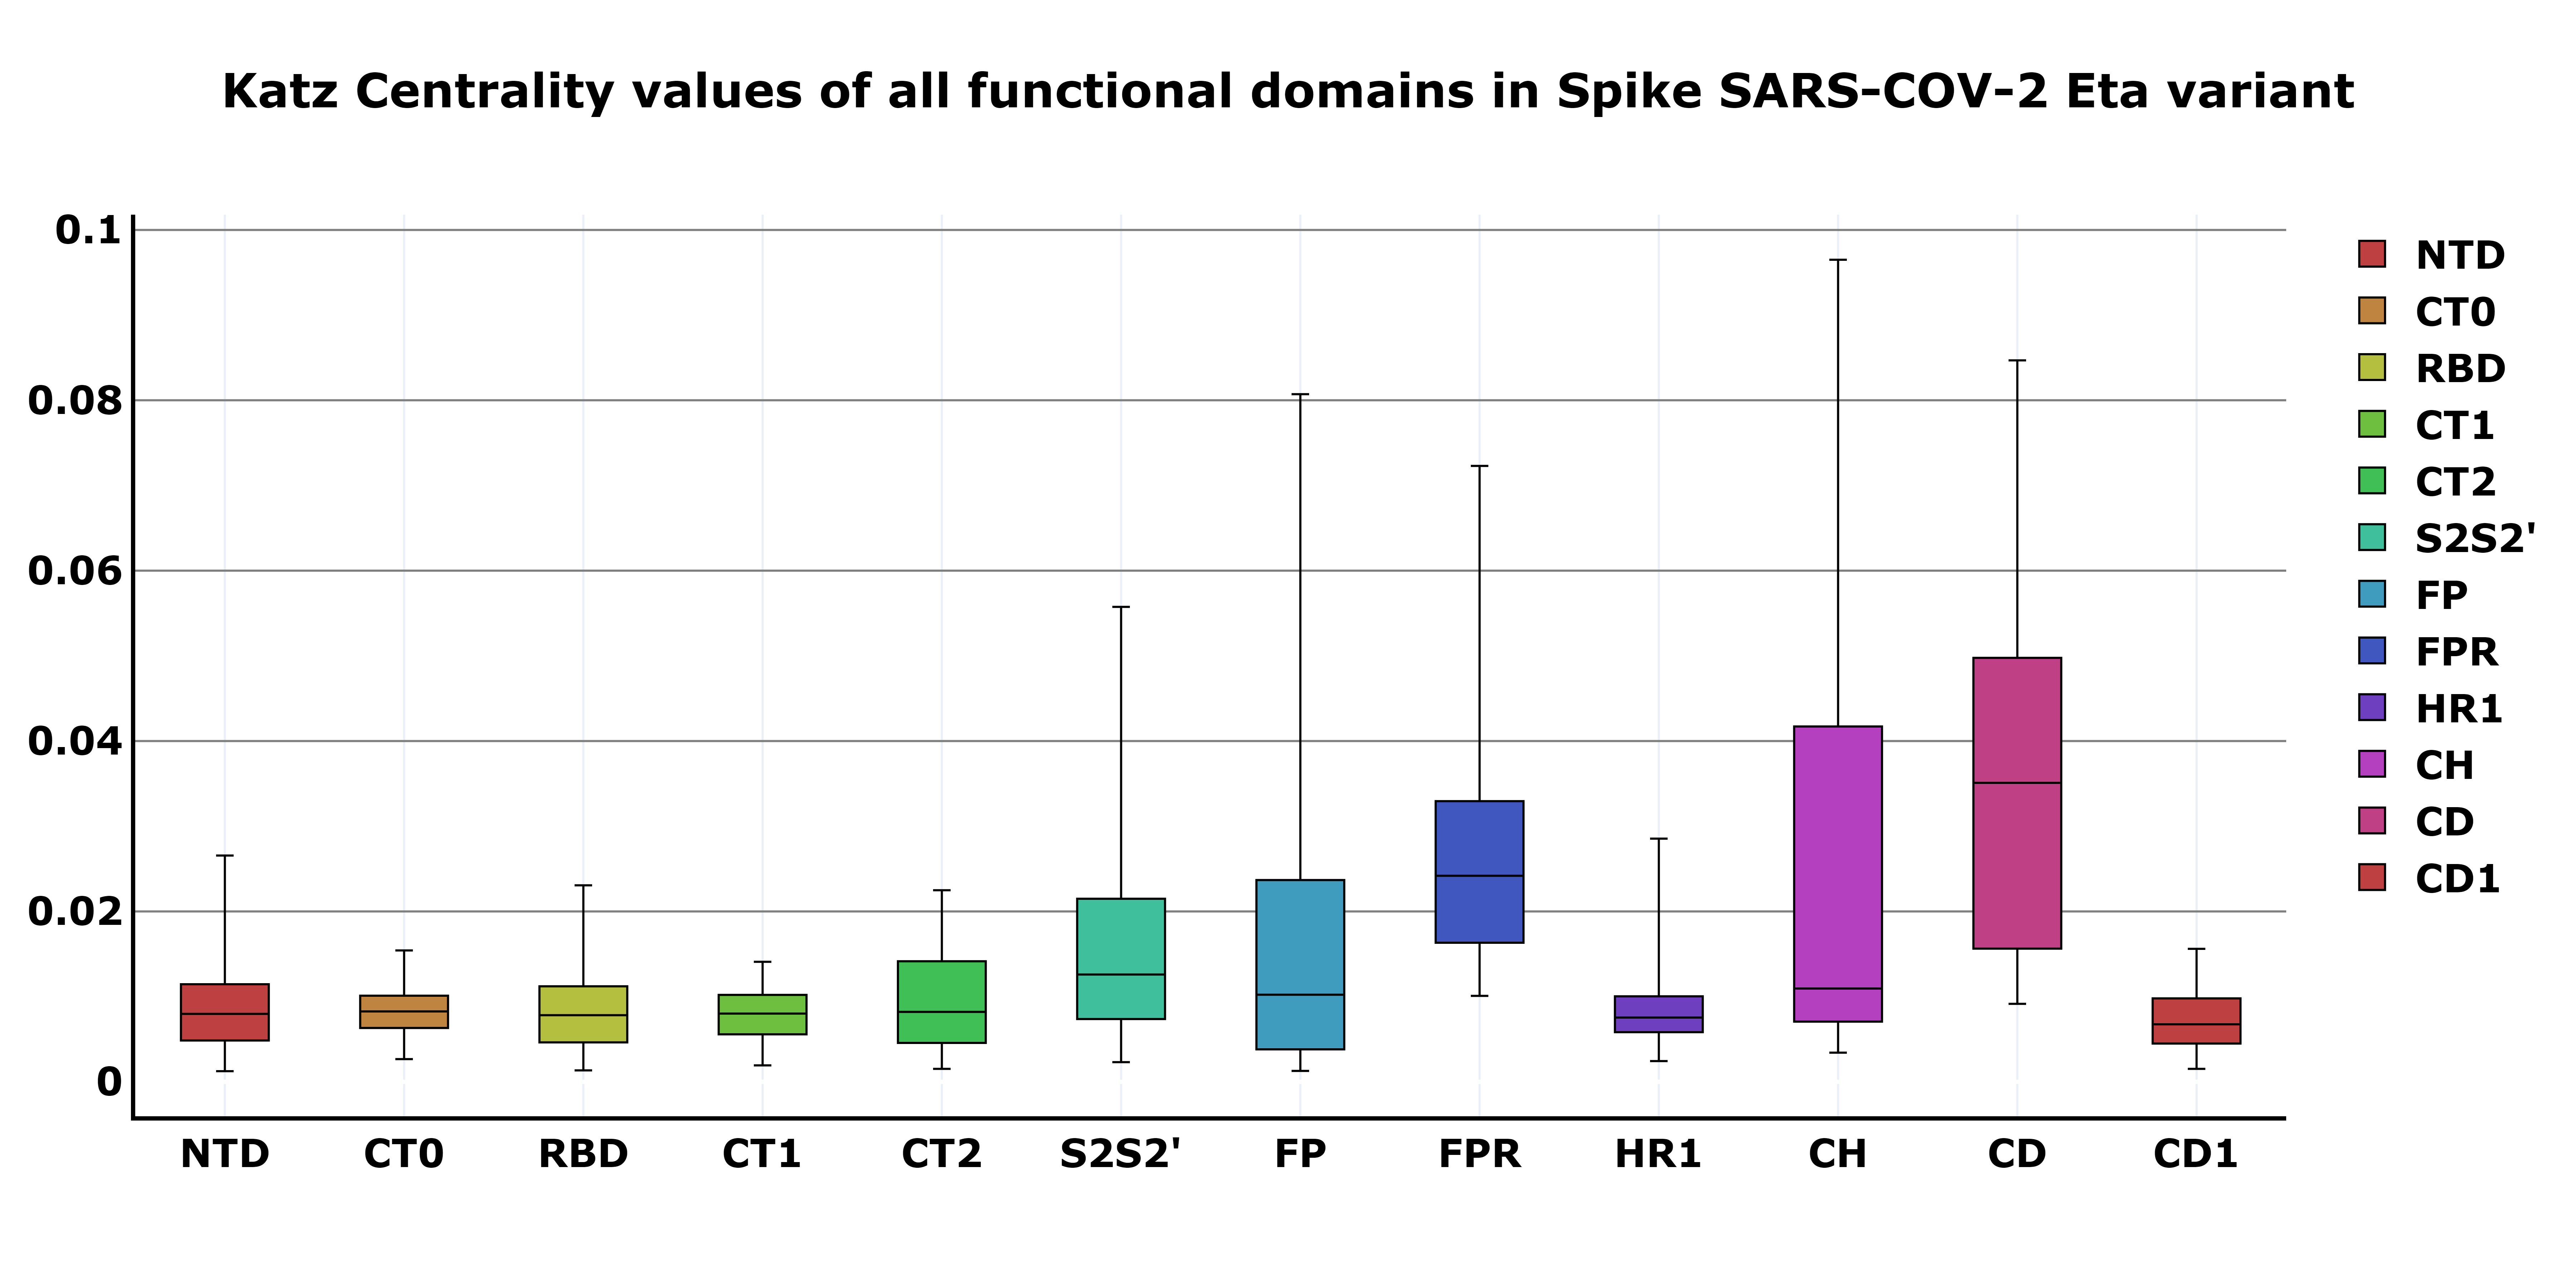 Katz Centrality values of all functional domains in Spike SARS-COV-2 Eta variant
0.1
0.08
0.06
0.04
0.02
0
NTD CT0 RBD CT1 CT2 S2S2' FP FPR HR1 CH CD CD1
NTD
CT0
RBD
CT1
CT2
S2S2'
FP
FPR
HR1
CH
CD
CD1